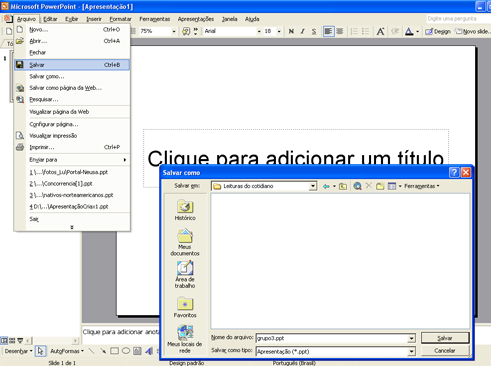 Microsoft PowerPoint - [Apresentação1]
Arquivo Editar Exibir Inserir Formatar Ferramentas Apresentações Janela Ajuda
Digite uma pergunta
75% Arial 18 N Design Novo slide...
Novo... Ctrl+O
Abrir... Ctrl+A
Fechar
Salvar Ctrl+B
Salvar como...
Salvar como página da Web...
Pesquisar...
Visualizar página da Web
Configurar página...
Visualizar impressão
Imprimir... Ctrl+P
Enviar para
1 \...\fotos_Lu\Portal-Neusa.ppt
2 \...\Concorrencia[1].ppt
3 \...\nativos-norteamericanos.ppt
4 D:\...\ApresentaçãoCriax1.ppt
Sair
1
Clique para adicionar um título
Salvar como
Salvar em: Leituras do cotidiano Ferramentas
Histórico
Meus documentos
Área de trabalho
Favoritos
Meus locais de rede
Nome do arquivo: grupo3.ppt Salvar
Salvar como tipo: Apresentação (*.ppt) Cancelar
Clique para adicionar anota
Desenhar AutoFormas
Slide 1 de 1 Design padrão Português (Brasil)